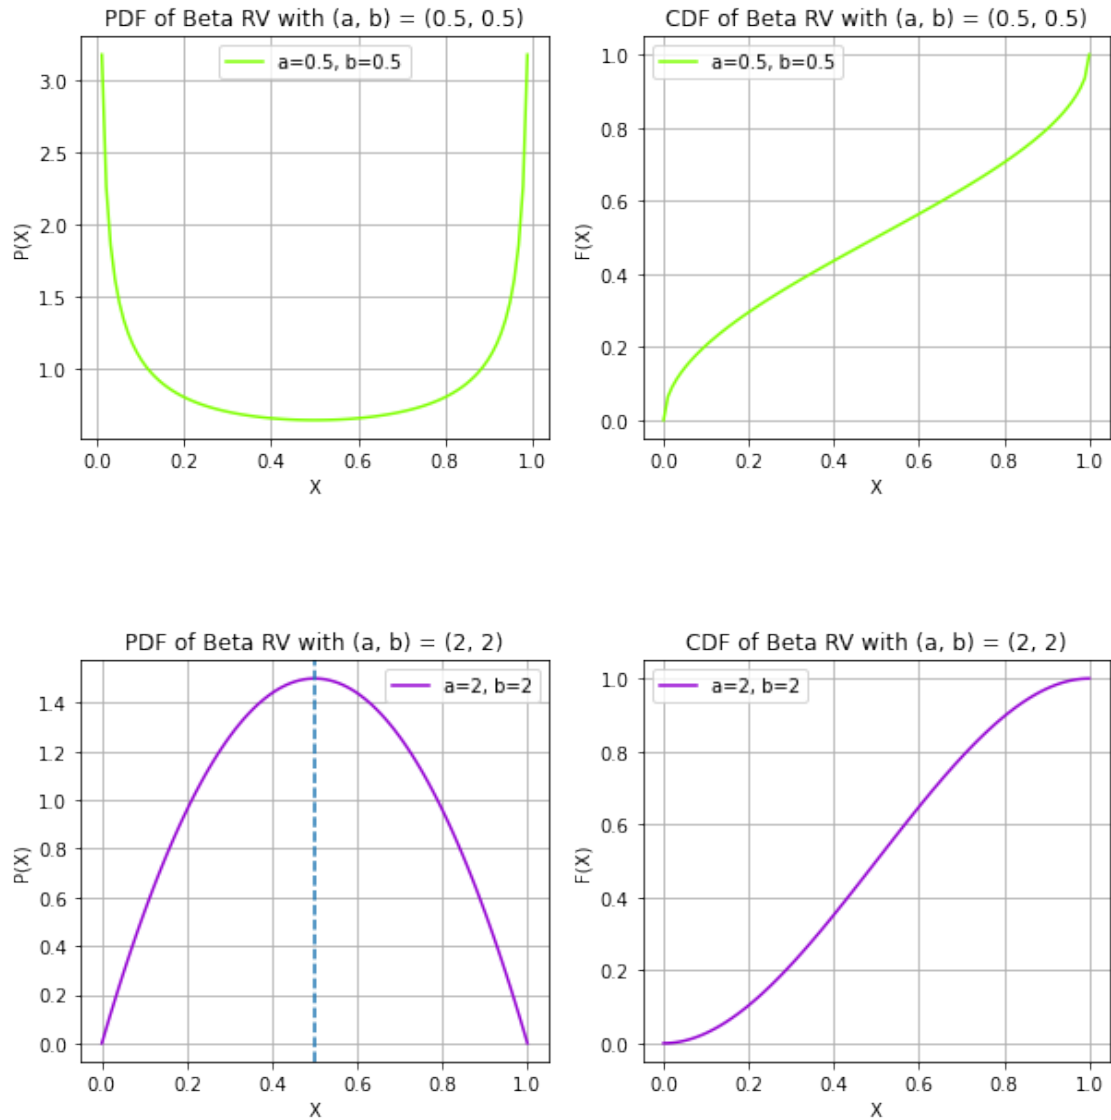 PDF of Beta RV with (a, b) = (0.5, 0.5)
a=0.5, b=0.5
3.0
2.5
2.0
1.5
1.0
P(X)
0.0 0.2 0.4 0.6 0.8 1.0
X
CDF of Beta RV with (a, b) = (0.5, 0.5)
a=0.5, b=0.5
1.0
0.8
0.6
0.4
0.2
0.0
F(X)
0.0 0.2 0.4 0.6 0.8 1.0
X
PDF of Beta RV with (a, b) = (2, 2)
a=2, b=2
1.4
1.2
1.0
0.8
0.6
0.4
0.2
0.0
P(X)
0.0 0.2 0.4 0.6 0.8 1.0
X
CDF of Beta RV with (a, b) = (2, 2)
a=2, b=2
1.0
0.8
0.6
0.4
0.2
0.0
F(X)
0.0 0.2 0.4 0.6 0.8 1.0
X